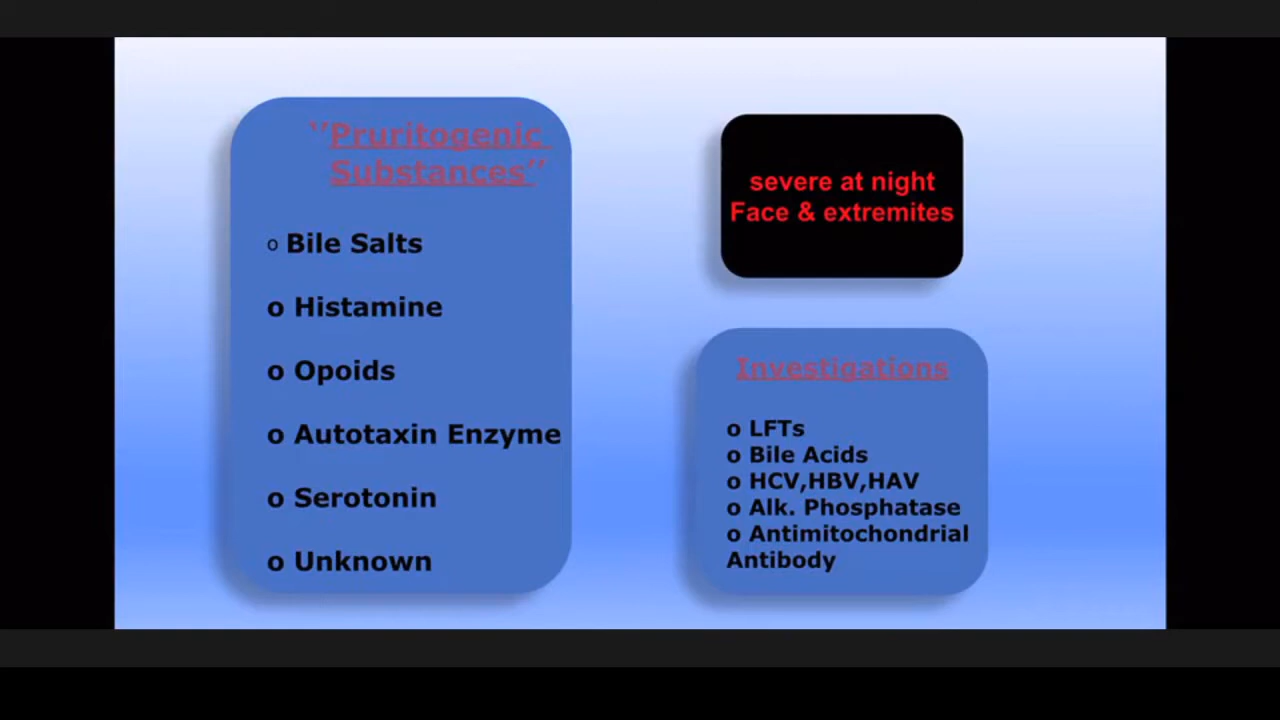 ‘‘Pruritogenic
Substances’’
o Bile Salts
o Histamine
o Opoids
o Autotaxin Enzyme
o Serotonin
o Unknown
severe at night
Face & extremites
Investigations
o LFTs
o Bile Acids
o HCV,HBV,HAV
o Alk. Phosphatase
o Antimitochondrial
Antibody